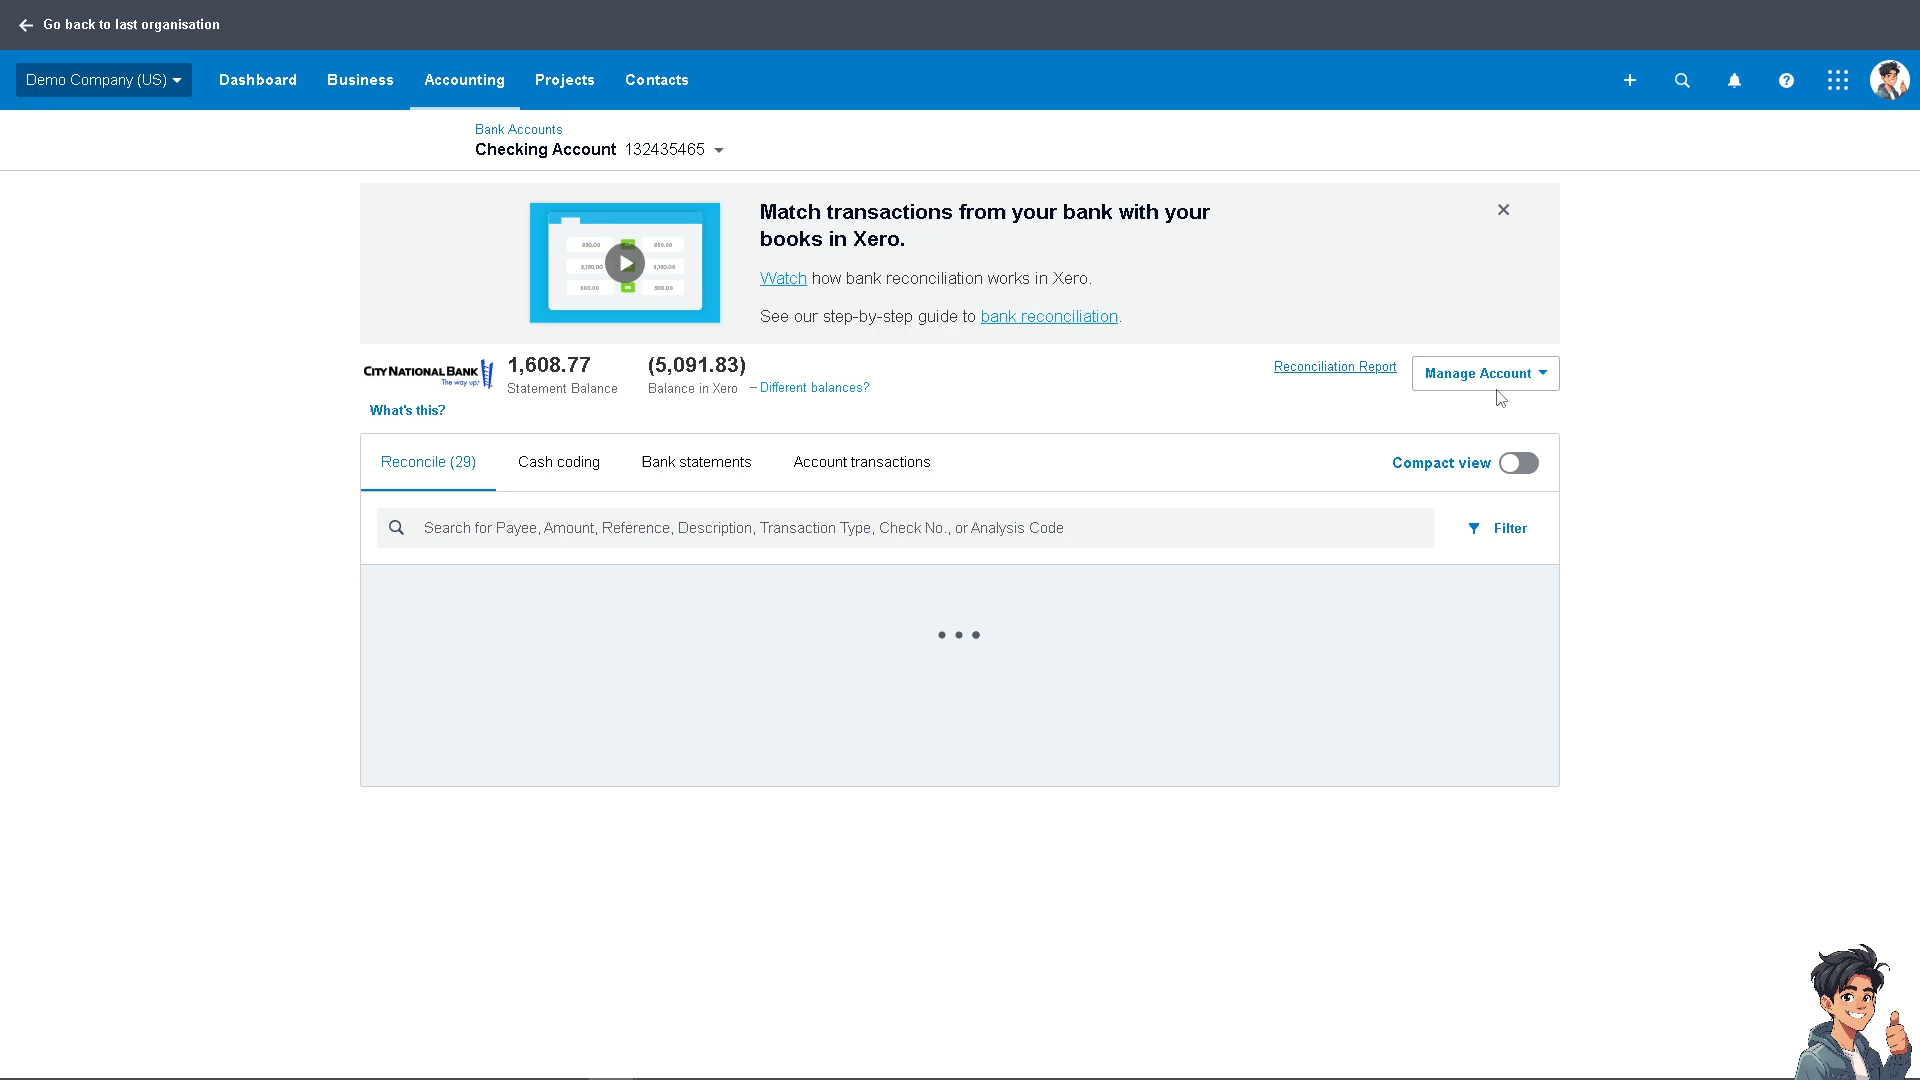 Go back to last organisation
Demo Company (US)
Dashboard
Business
Accounting
Projects
Contacts
Bank Accounts
Checking Account 132435465
Match transactions from your bank with your
books in Xero.
Watch how bank reconciliation works in Xero.
See our step-by-step guide to bank reconciliation.
CITY NATIONAL BANK
The way up.
1,608.77
Statement Balance
(5,091.83)
Balance in Xero
Different balances?
Reconciliation Report
Manage Account
What's this?
Reconcile (29)
Cash coding
Bank statements
Account transactions
Compact view
Search for Payee, Amount, Reference, Description, Transaction Type, Check No., or Analysis Code
Filter